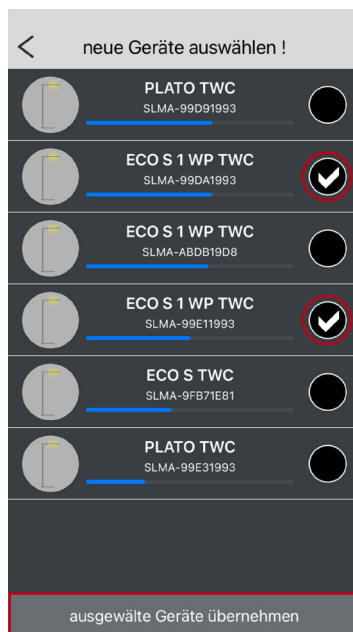 neue Geräte auswählen !
PLATO TWC
SLMA-99D91993
ECO S 1 WP TWC
SLMA-99DA1993
ECO S 1 WP TWC
SLMA-ABDB19D8
ECO S 1 WP TWC
SLMA-99E11993
ECO S TWC
SLMA-9FB71E81
PLATO TWC
SLMA-99E31993
ausgewälte Geräte übernehmen